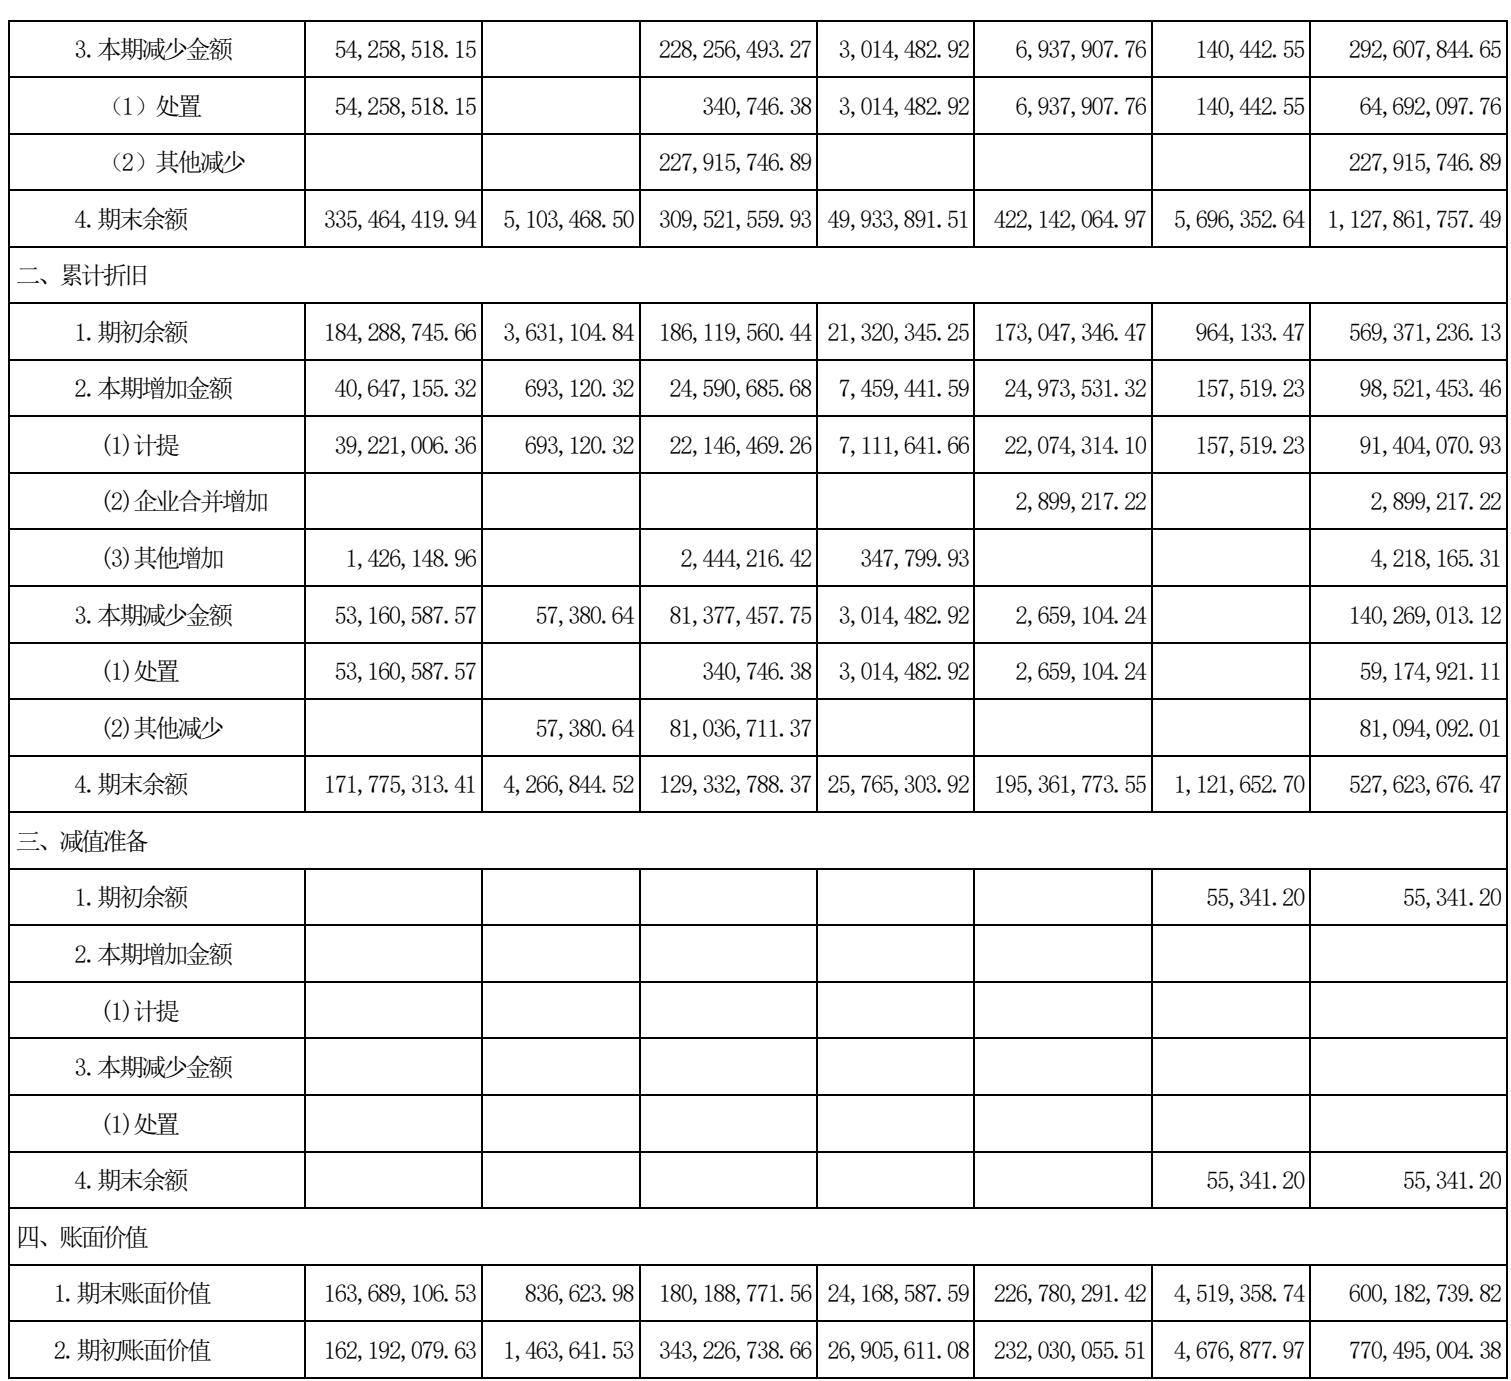 3.本期减少金额 54,258,518.15 228,256,493.27 3,014,482.92 6,937,907.76 140,442.55 292,607,844.65
（1）处置 54,258,518.15 340,746.38 3,014,482.92 6,937,907.76 140,442.55 64,692,097.76
（2）其他减少 227,915,746.89 227,915,746.89
4.期末余额 335,464,419.94 5,103,468.50 309,521,559.93 49,933,891.51 422,142,064.97 5,696,352.64 1,127,861,757.49
二、累计折旧
1.期初余额 184,288,745.66 3,631,104.84 186,119,560.44 21,320,345.25 173,047,346.47 964,133.47 569,371,236.13
2.本期增加金额 40,647,155.32 693,120.32 24,590,685.68 7,459,441.59 24,973,531.32 157,519.23 98,521,453.46
(1)计提 39,221,006.36 693,120.32 22,146,469.26 7,111,641.66 22,074,314.10 157,519.23 91,404,070.93
(2)企业合并增加 2,899,217.22 2,899,217.22
(3)其他增加 1,426,148.96 2,444,216.42 347,799.93 4,218,165.31
3.本期减少金额 53,160,587.57 57,380.64 81,377,457.75 3,014,482.92 2,659,104.24 140,269,013.12
(1)处置 53,160,587.57 340,746.38 3,014,482.92 2,659,104.24 59,174,921.11
(2)其他减少 57,380.64 81,036,711.37 81,094,092.01
4.期末余额 171,775,313.41 4,266,844.52 129,332,788.37 25,765,303.92 195,361,773.55 1,121,652.70 527,623,676.47
三、减值准备
1.期初余额 55,341.20 55,341.20
2.本期增加金额
(1)计提
3.本期减少金额
(1)处置
4.期末余额 55,341.20 55,341.20
四、账面价值
1.期末账面价值 163,689,106.53 836,623.98 180,188,771.56 24,168,587.59 226,780,291.42 4,519,358.74 600,182,739.82
2.期初账面价值 162,192,079.63 1,463,641.53 343,226,738.66 26,905,611.08 232,030,055.51 4,676,877.97 770,495,004.38